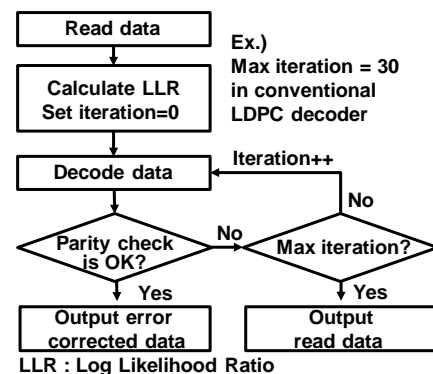 Read data
Ex.)
Max iteration = 30
in conventional
LDPC decoder
Calculate LLR
Set iteration=0
Iteration++
Decode data
No
Parity check
is OK?
No
Max iteration?
Yes
Yes
Output error
corrected data
Output
read data
LLR : Log Likelihood Ratio